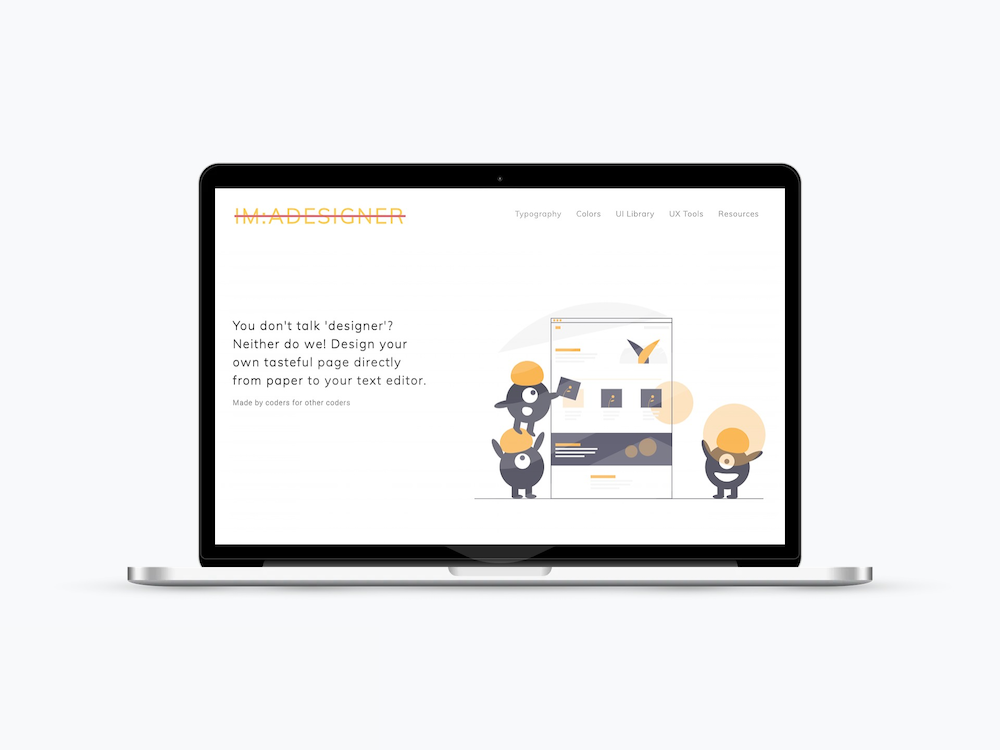 IM:ADESIGNER
Typography Colors UI Library UX Tools Resources
You don't talk 'designer'?
Neither do we! Design your
own tasteful page directly
from paper to your text editor.
Made by coders for other coders